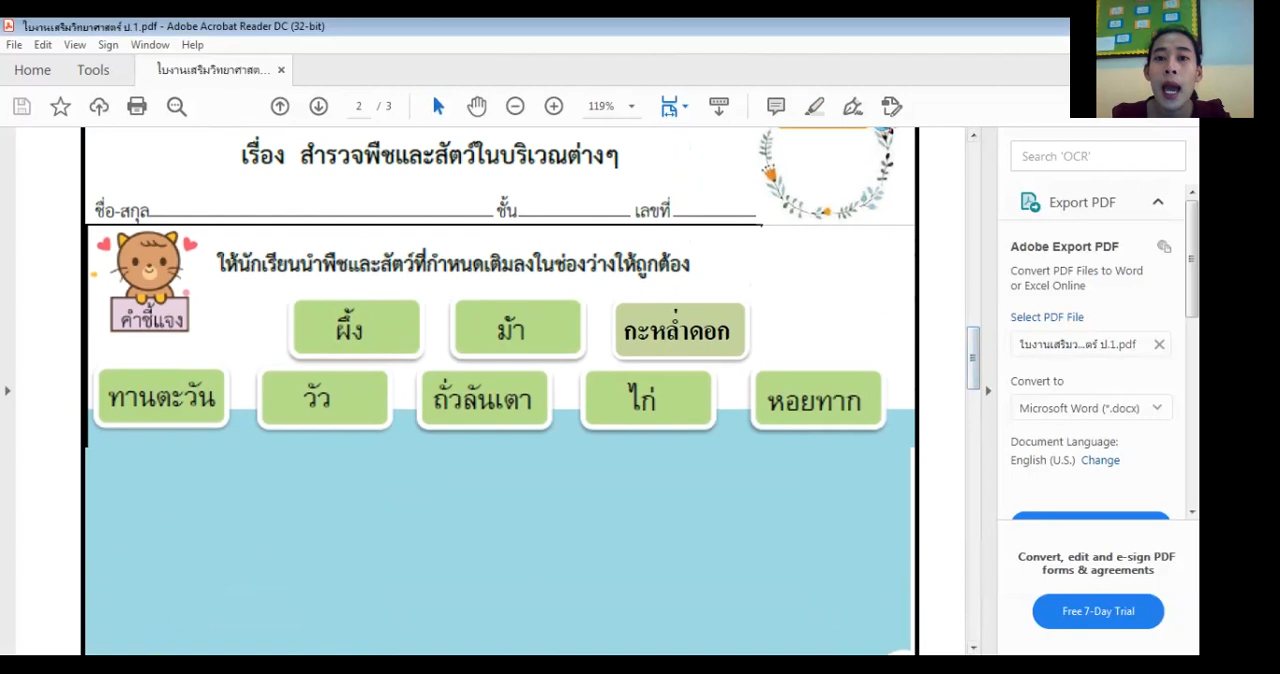 ใบงานเสริมวิทยาศาสตร์ ป.1.pdf - Adobe Acrobat Reader DC (32-bit)
File Edit View Sign Window Help
Home Tools ใบงานเสริมวิทยาศาสต... ×
2 / 3 119%
เรื่อง สำรวจพืชและสัตว์ในบริเวณต่างๆ
ชื่อ-สกุล ชั้น เลขที่
ให้นักเรียนนำพืชและสัตว์ที่กำหนดเติมลงในช่องว่างให้ถูกต้อง
คำชี้แจง
ผึ้ง ม้า กะหล่ำดอก
ทานตะวัน วัว ถั่วลันเตา ไก่ หอยทาก
Search 'OCR'
Export PDF
Adobe Export PDF
Convert PDF Files to Word
or Excel Online
Select PDF File
ใบงานเสริมว...ตร์ ป.1.pdf
Convert to
Microsoft Word (*.docx)
Document Language:
English (U.S.) Change
Convert, edit and e-sign PDF
forms & agreements
Free 7-Day Trial